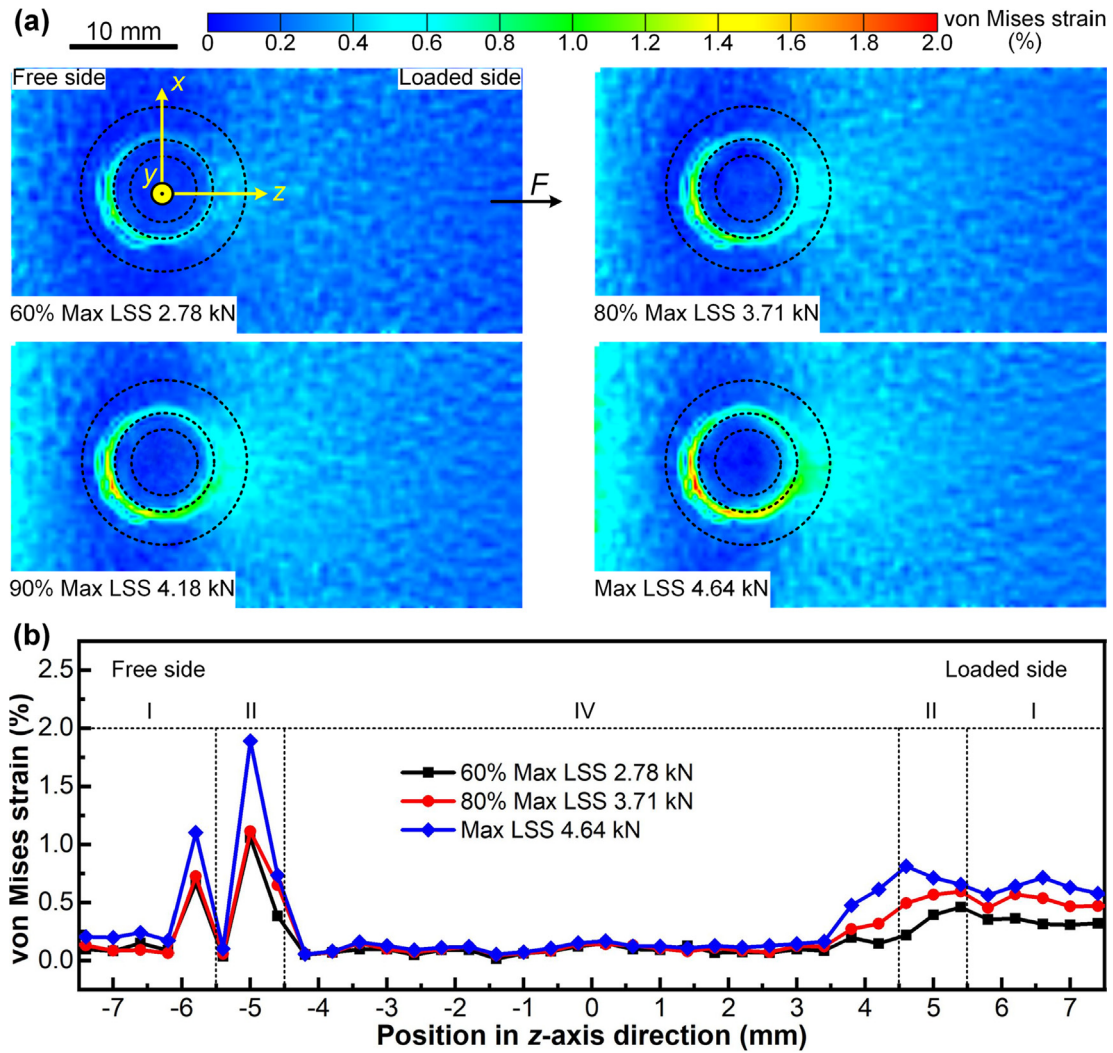 (a)
10 mm
von Mises strain
(%)
0 0.2 0.4 0.6 0.8 1.0 1.2 1.4 1.6 1.8 2.0
Free side
Loaded side
x
y
z
F
60% Max LSS 2.78 kN
80% Max LSS 3.71 kN
90% Max LSS 4.18 kN
Max LSS 4.64 kN
(b)
von Mises strain (%)
2.5
2.0
1.5
1.0
0.5
0.0
Free side
Loaded side
I II IV II I
60% Max LSS 2.78 kN
80% Max LSS 3.71 kN
Max LSS 4.64 kN
-7 -6 -5 -4 -3 -2 -1 0 1 2 3 4 5 6 7
Position in z-axis direction (mm)